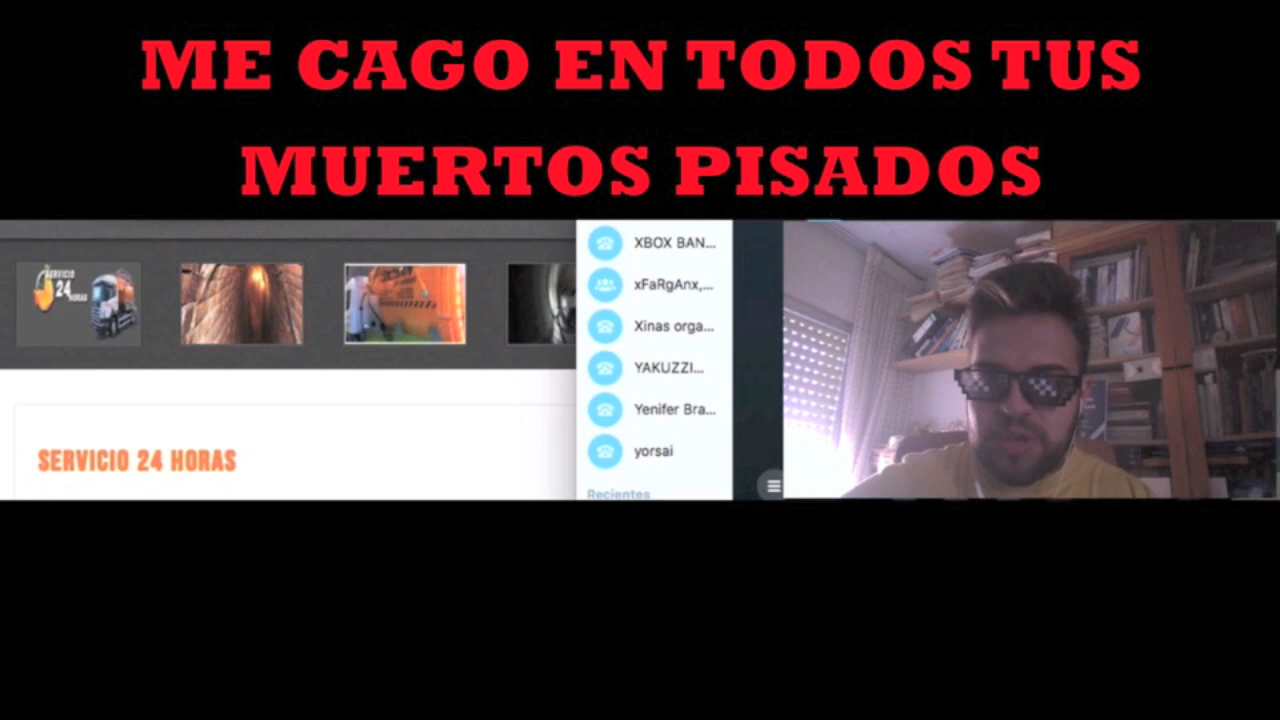 ME CAGO EN TODOS TUS
MUERTOS PISADOS
SERVICIO
24
HORAS
SERVICIO 24 HORAS
XBOX BAN...
xFaRgAnx,...
Xinas orga...
YAKUZZI...
Yenifer Bra...
yorsai
Recientes